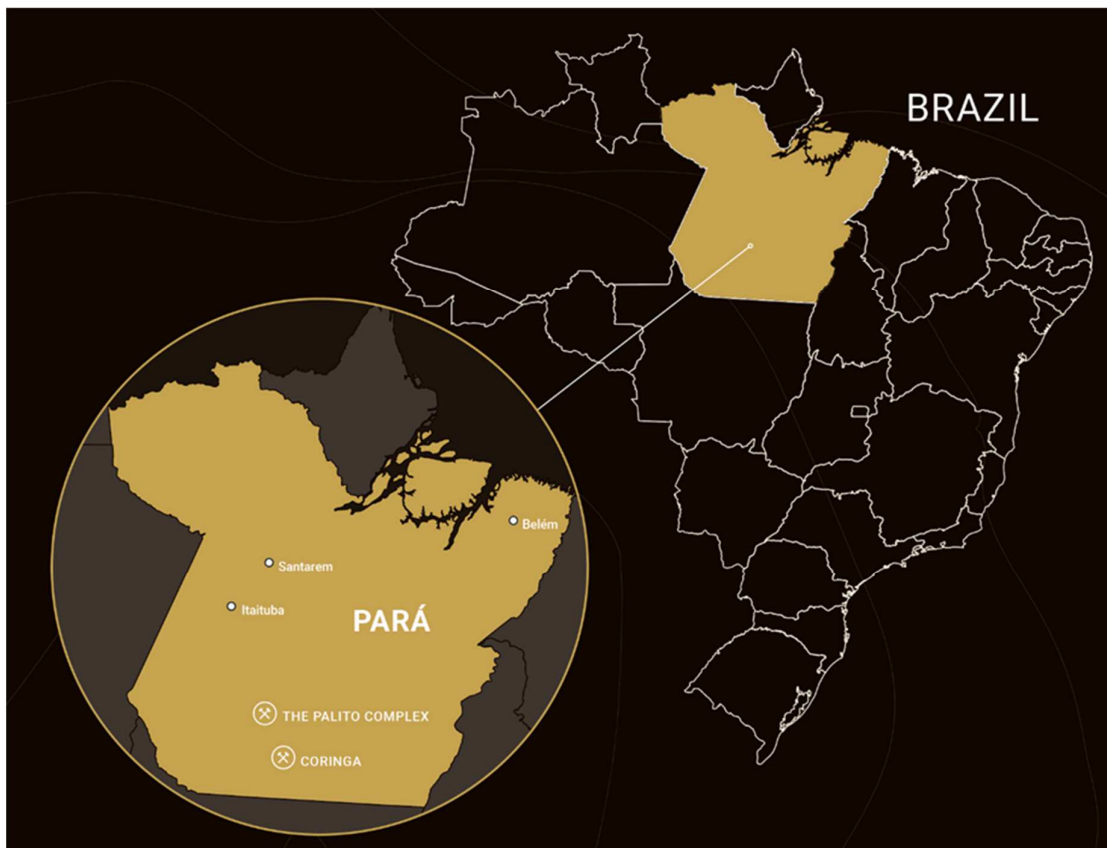 BRAZIL
Belém
Santarem
Itaituba
PARÁ
THE PALITO COMPLEX
CORINGA